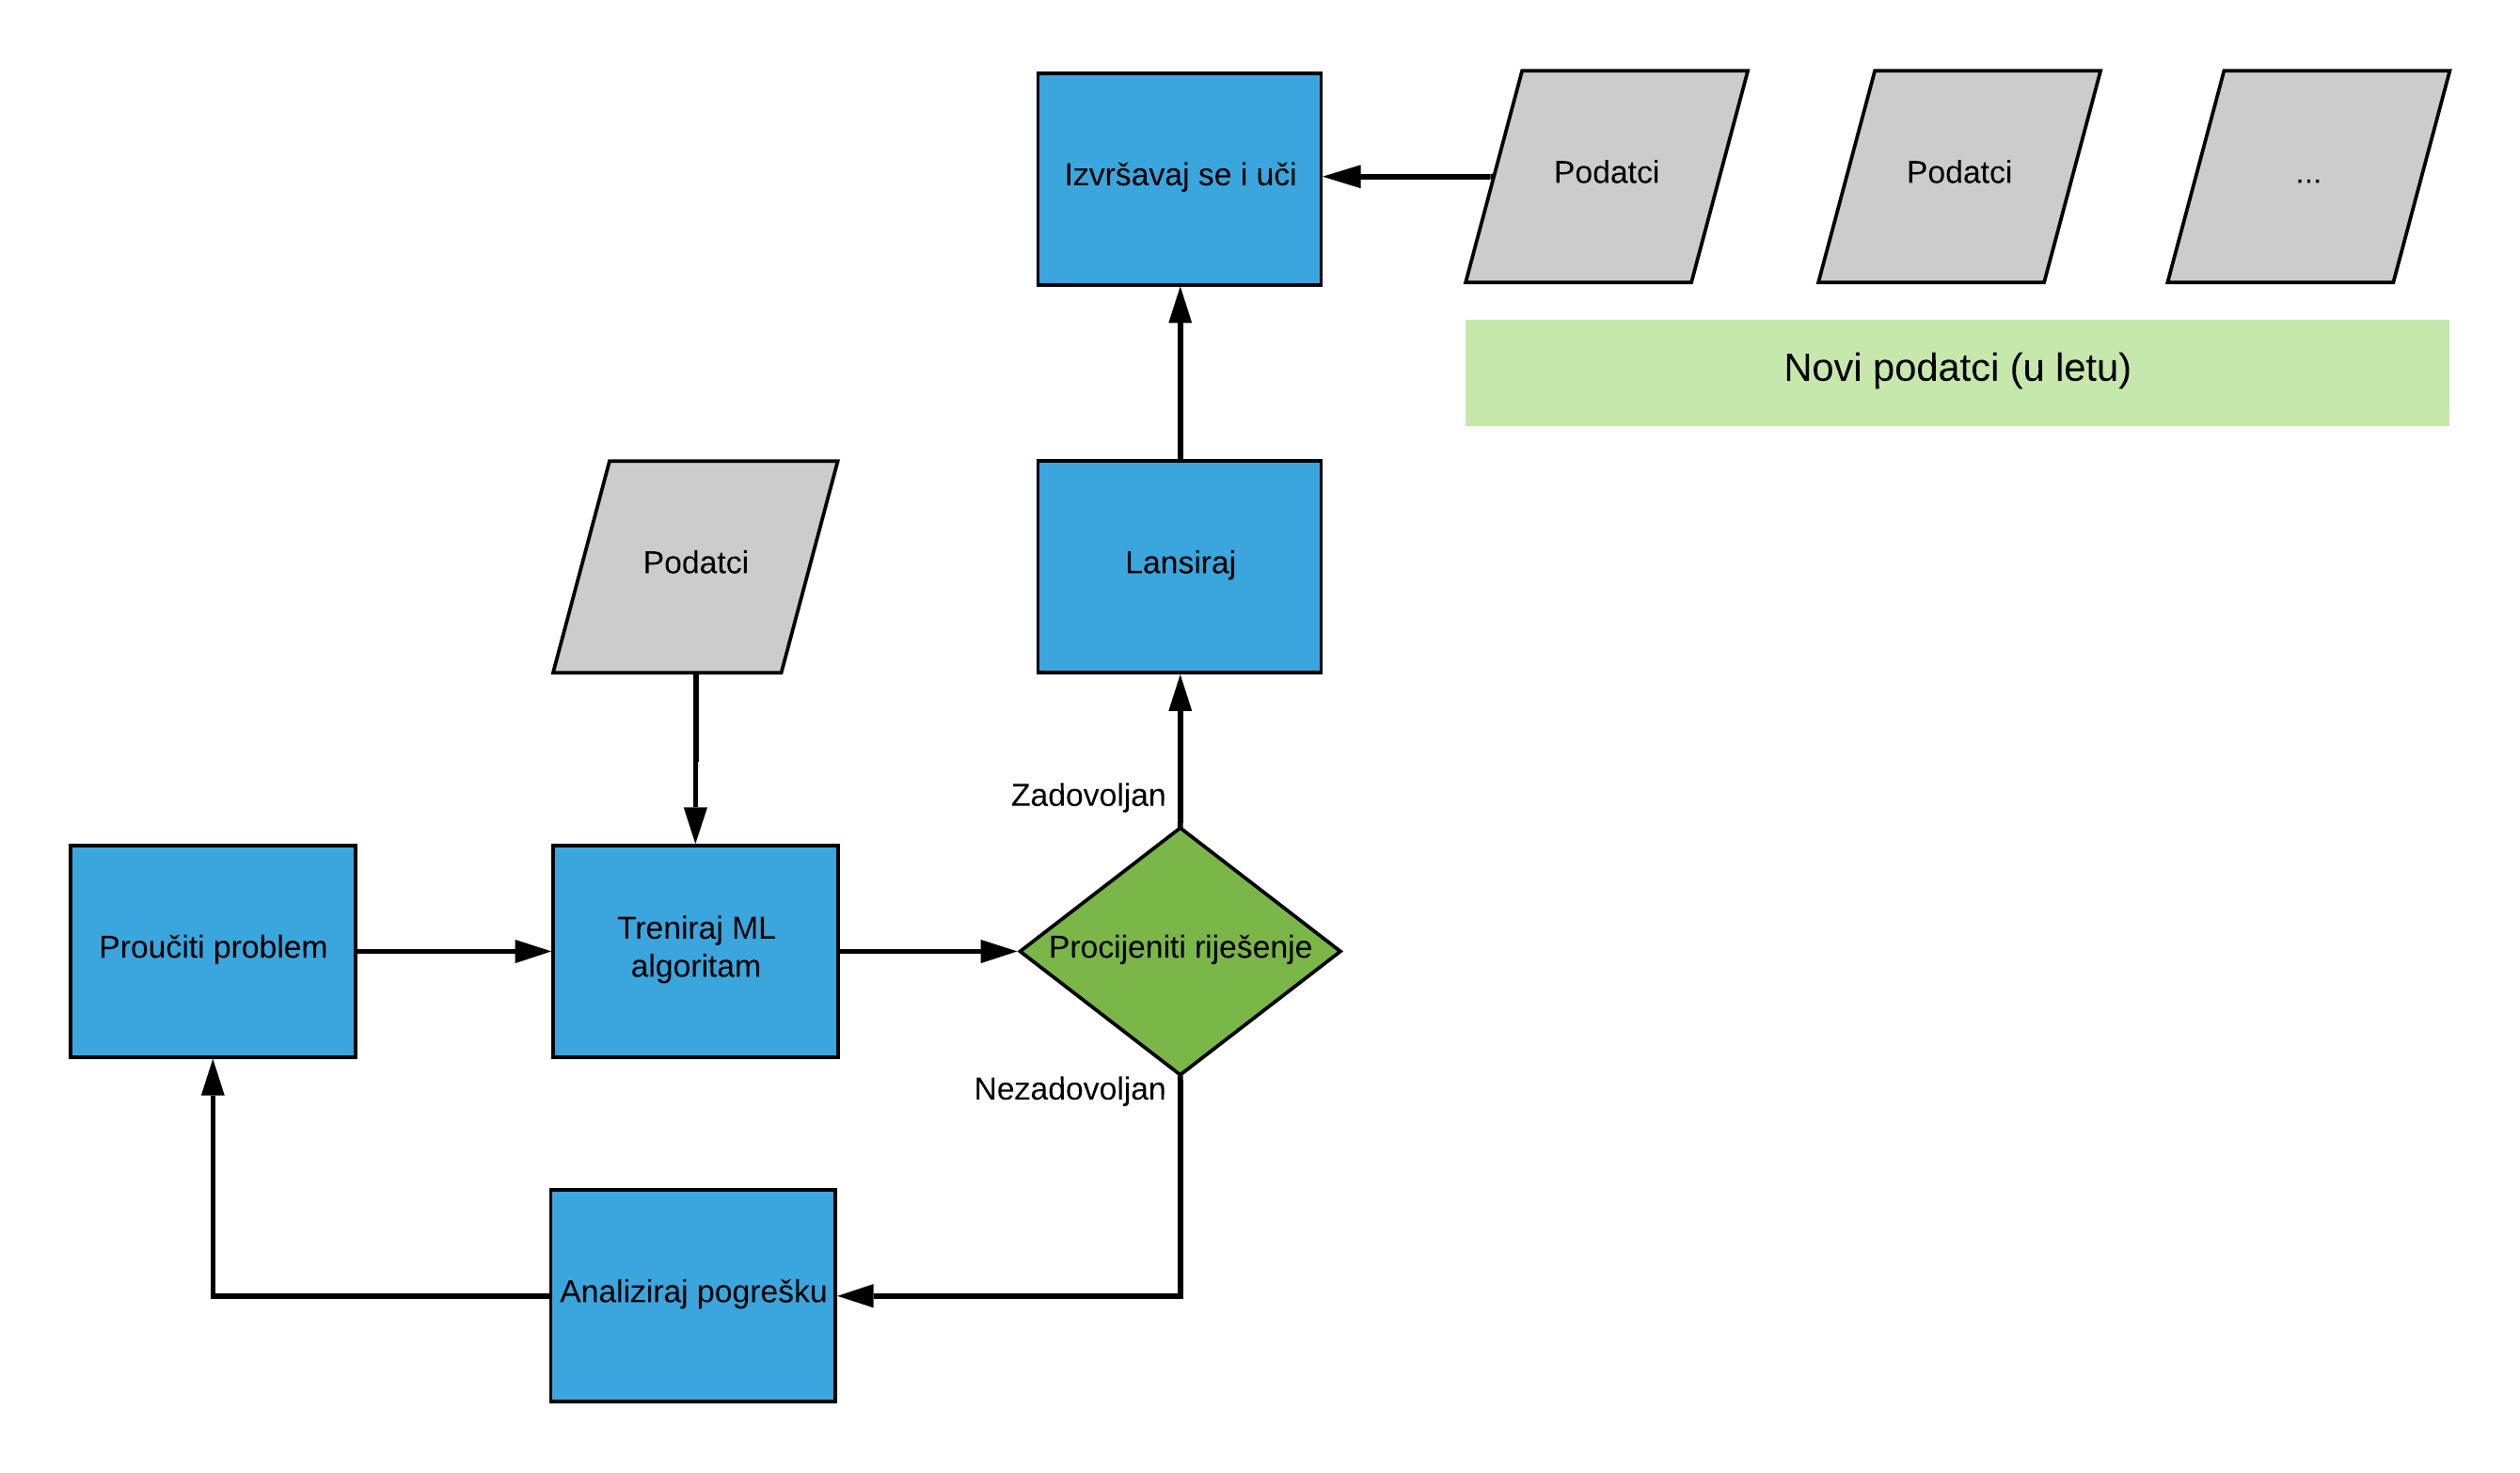 Izvršavaj se i uči
Podatci
Podatci
...
Novi podatci (u letu)
Podatci
Lansiraj
Zadovoljan
Proučiti problem
Treniraj ML
algoritam
Procijeniti riješenje
Nezadovoljan
Analiziraj pogrešku